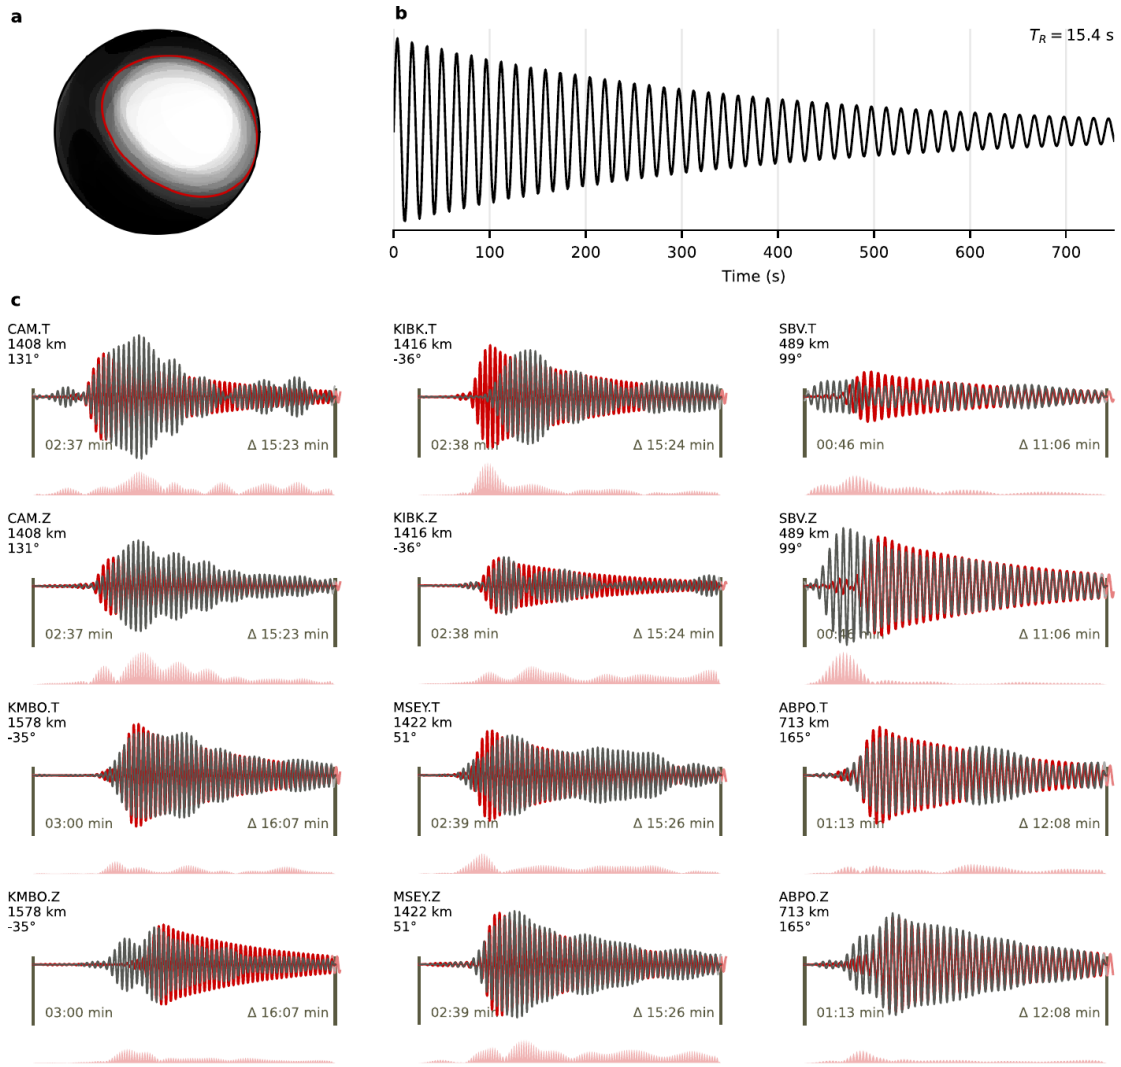 a
b
T_R = 15.4 s
0 100 200 300 400 500 600 700
Time (s)
c
CAM.T
1408 km
131°
02:37 min Δ 15:23 min
KIBK.T
1416 km
-36°
02:38 min Δ 15:24 min
SBV.T
489 km
99°
00:46 min Δ 11:06 min
CAM.Z
1408 km
131°
02:37 min Δ 15:23 min
KIBK.Z
1416 km
-36°
02:38 min Δ 15:24 min
SBV.Z
489 km
99°
00:46 min Δ 11:06 min
KMBO.T
1578 km
-35°
03:00 min Δ 16:07 min
MSEY.T
1422 km
51°
02:39 min Δ 15:26 min
ABPO.T
713 km
165°
01:13 min Δ 12:08 min
KMBO.Z
1578 km
-35°
03:00 min Δ 16:07 min
MSEY.Z
1422 km
51°
02:39 min Δ 15:26 min
ABPO.Z
713 km
165°
01:13 min Δ 12:08 min